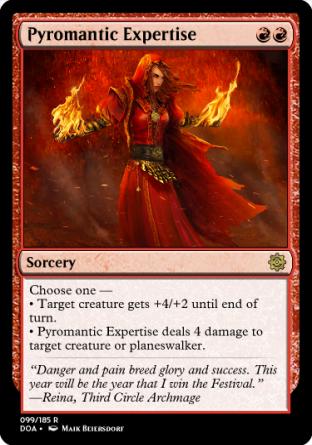 Pyromantic Expertise
Sorcery
Choose one —
• Target creature gets +4/+2 until end of
turn.
• Pyromantic Expertise deals 4 damage to
target creature or planeswalker.
“Danger and pain breed glory and success. This
year will be the year that I win the Festival.”
—Reina, Third Circle Archmage
099/185 R
DOA • Maik Beiersdorf